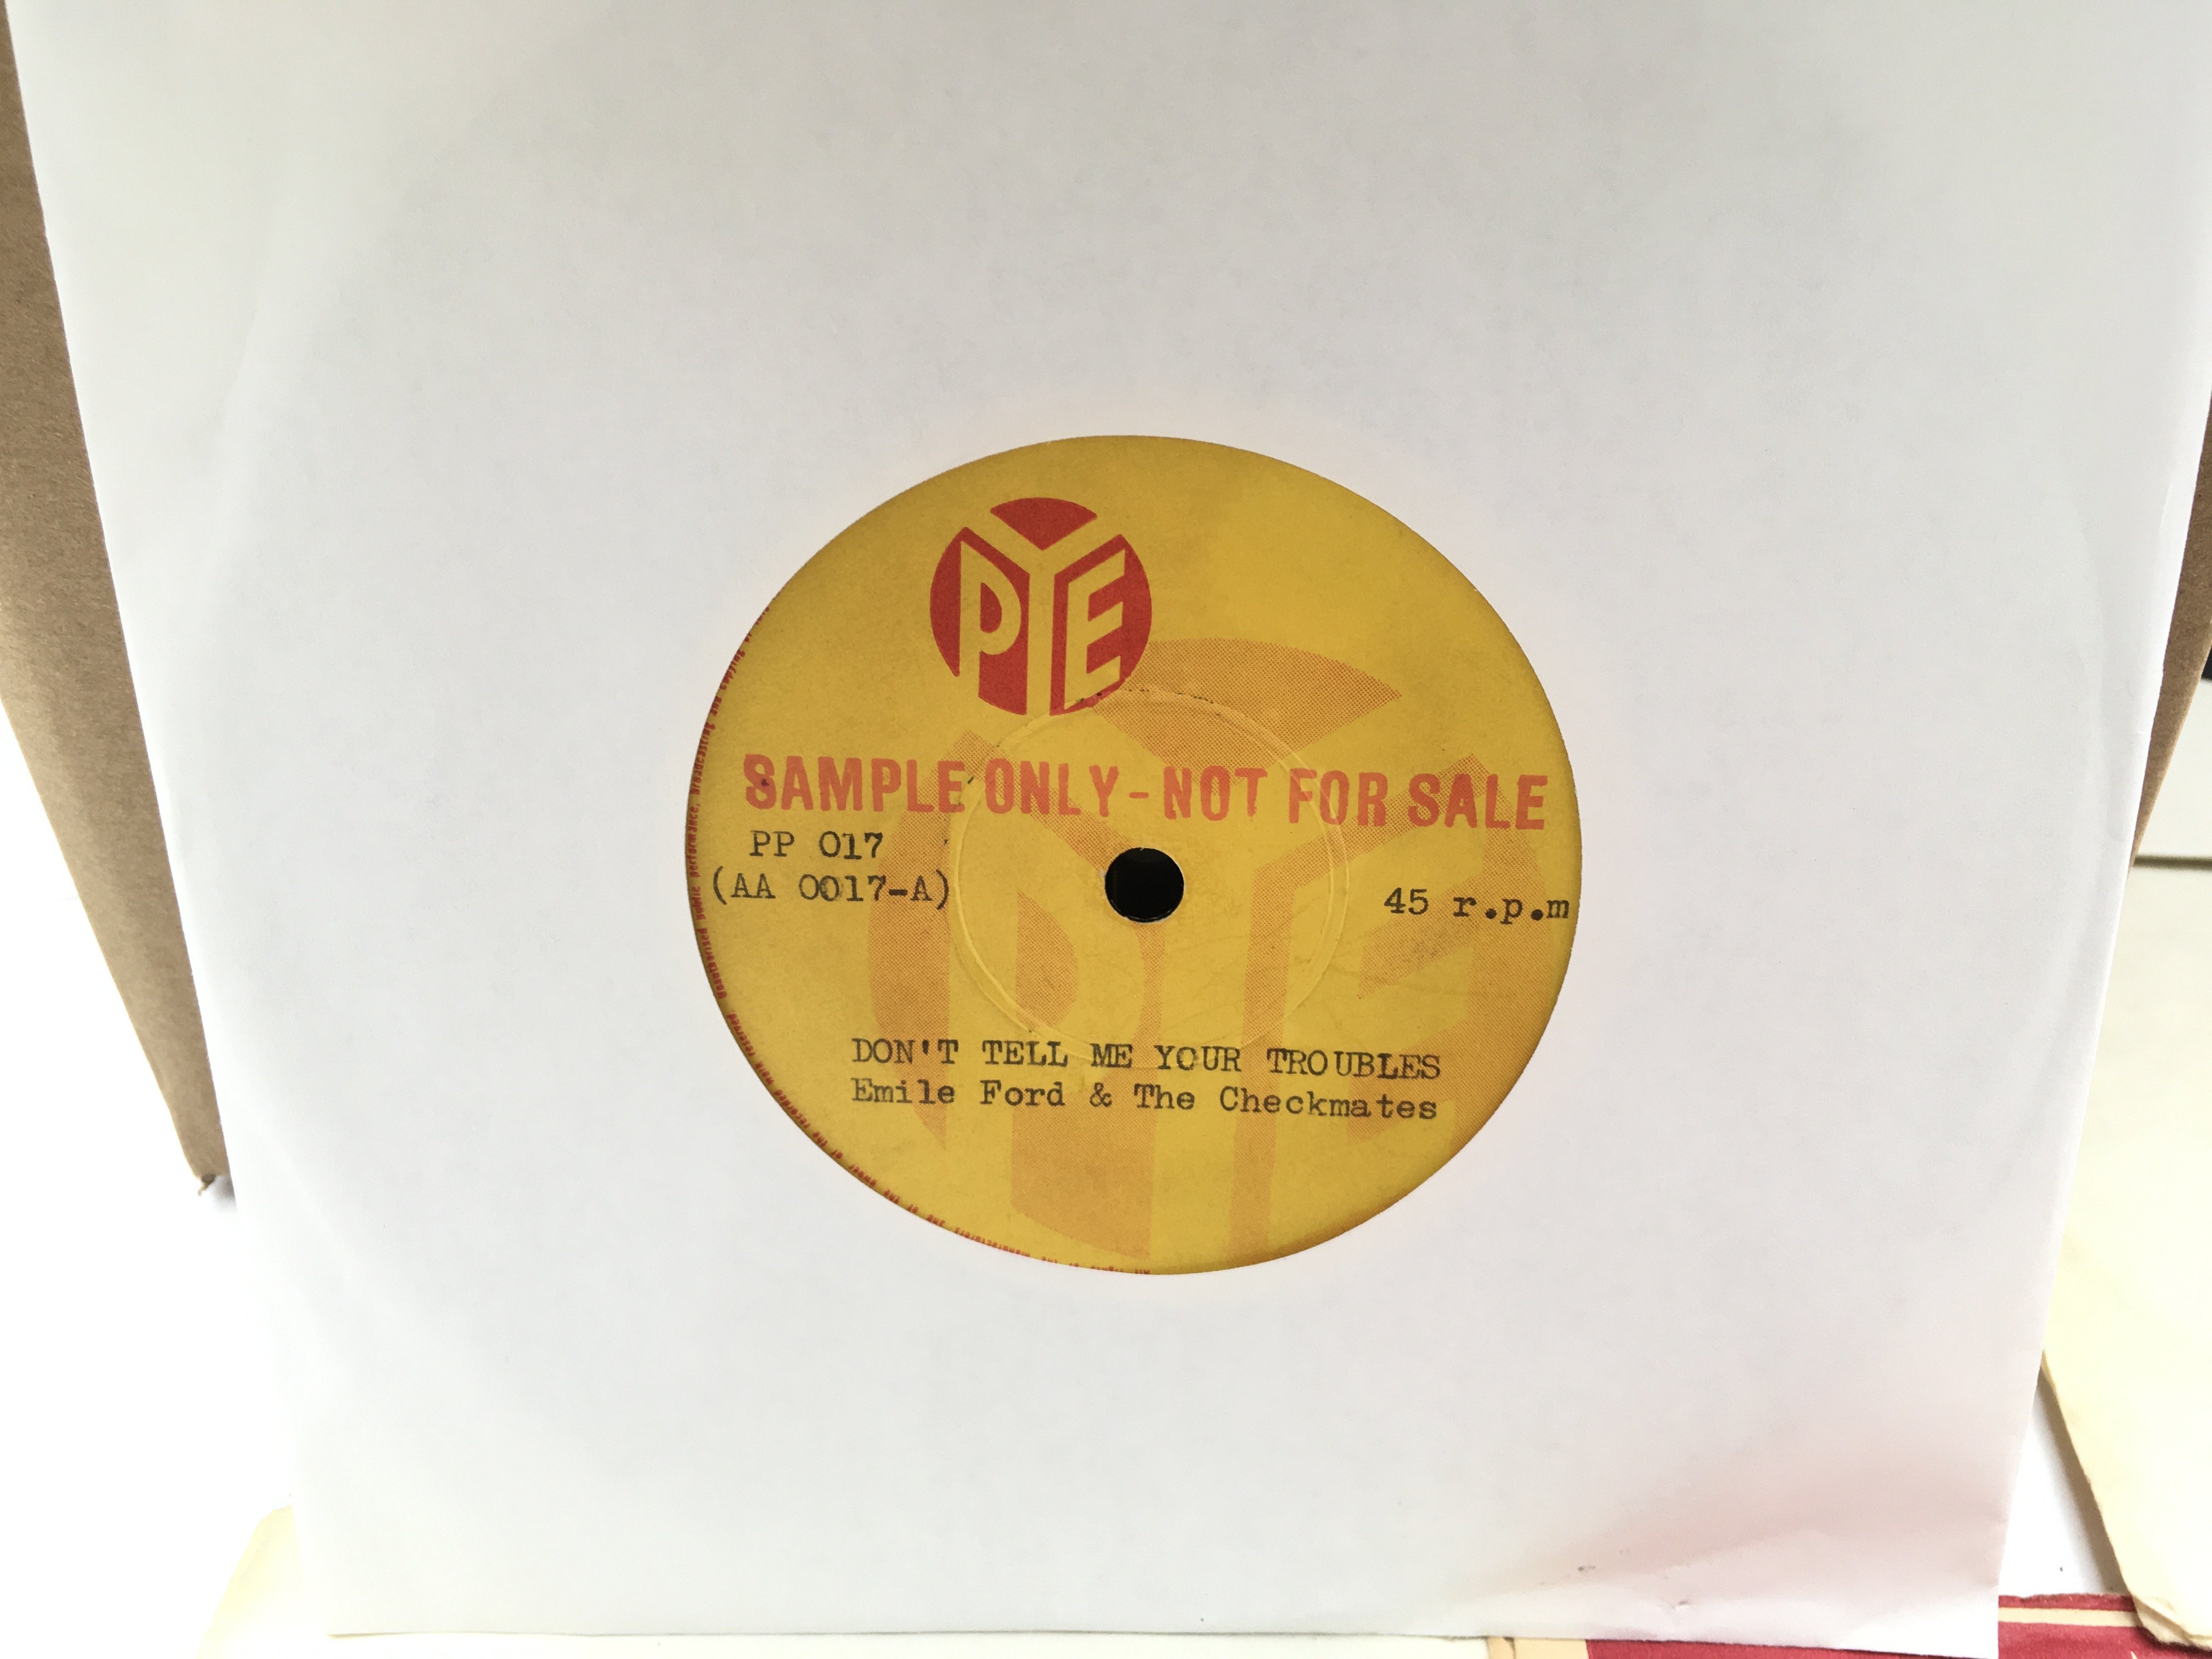 PYE
SAMPLE ONLY - NOT FOR SALE
PP 017
(AA 0017-A)
45 r.p.m
DON'T TELL ME YOUR TROUBLES
Emile Ford & The Checkmates